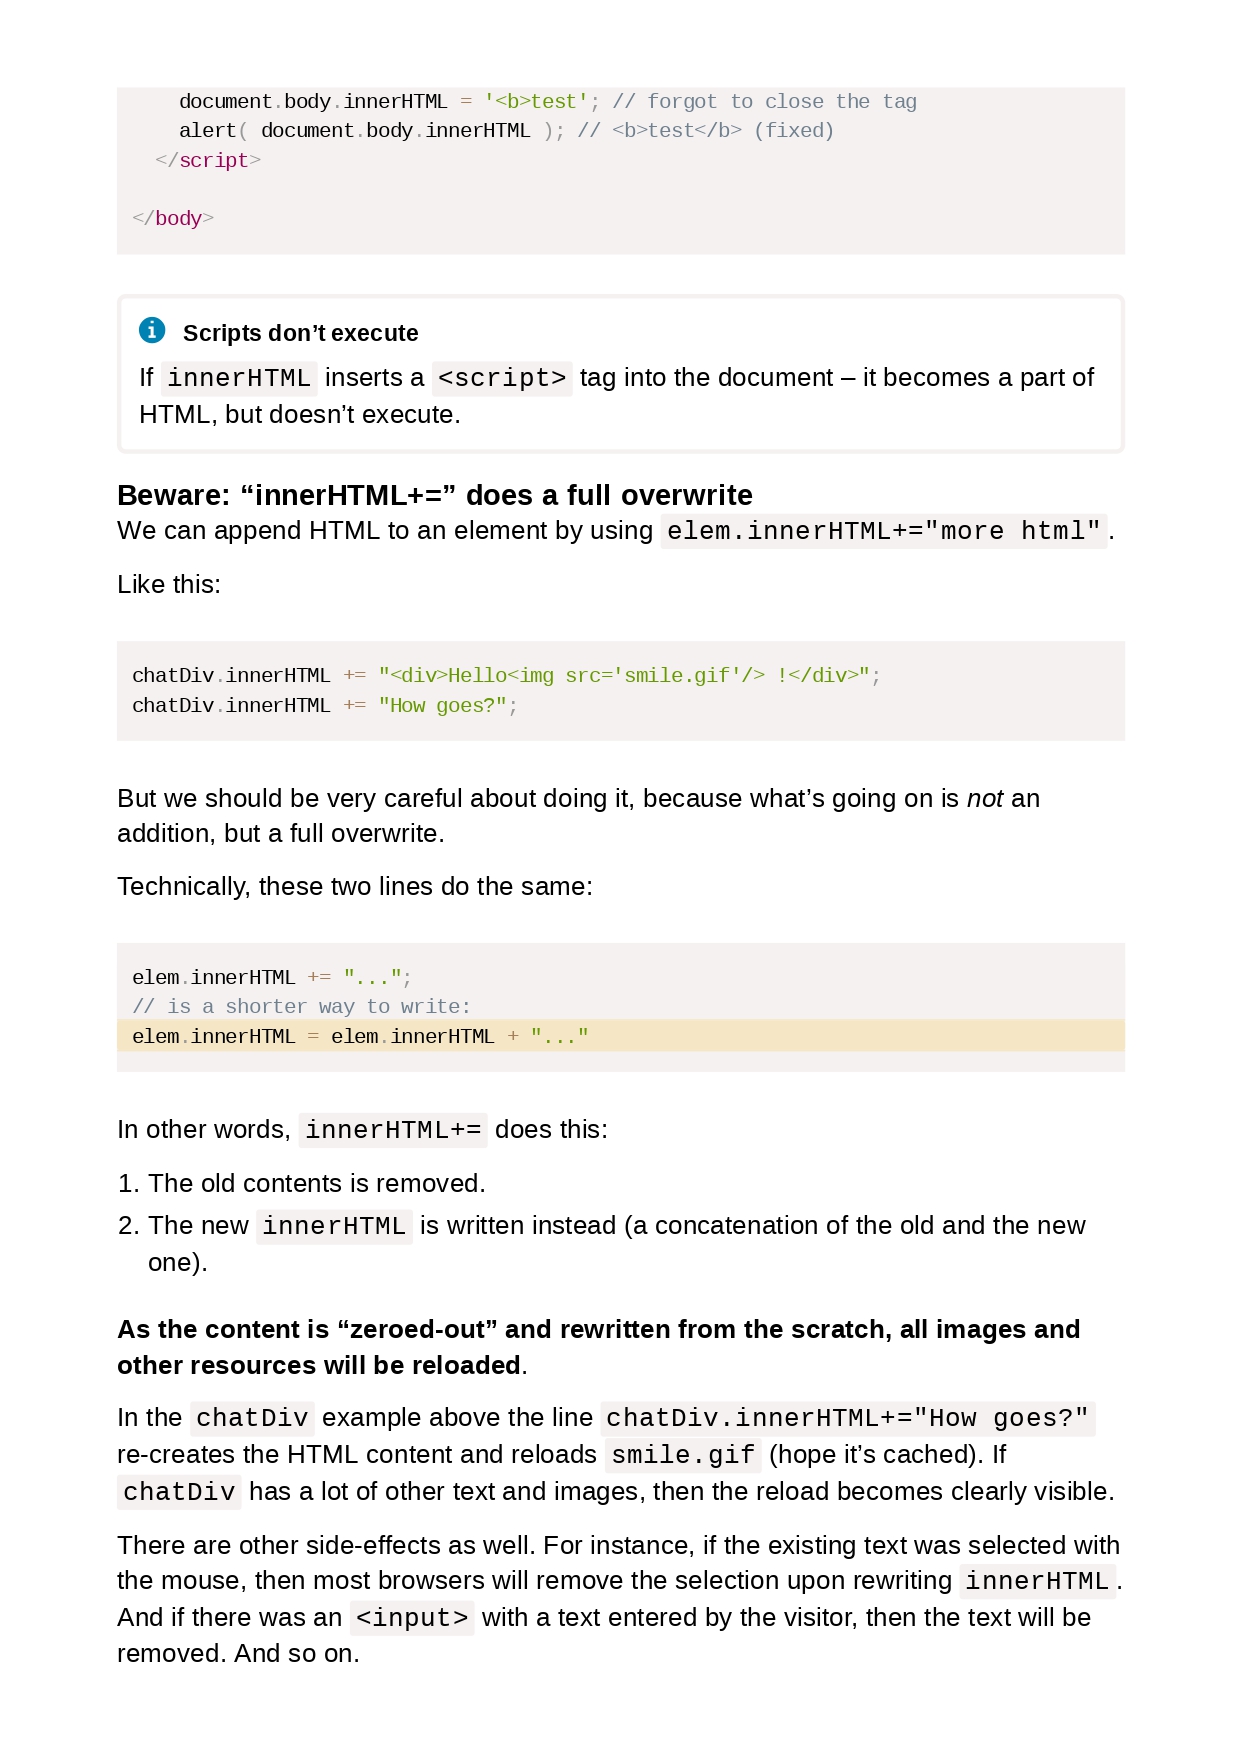 document.body.innerHTML = '<b>test'; // forgot to close the tag
alert( document.body.innerHTML ); // <b>test</b> (fixed)
</script>
</body>
Scripts don’t execute
If innerHTML inserts a <script> tag into the document – it becomes a part of
HTML, but doesn’t execute.
Beware: “innerHTML+=” does a full overwrite
We can append HTML to an element by using elem.innerHTML+="more html".
Like this:
chatDiv.innerHTML += "<div>Hello<img src='smile.gif'/> !</div>";
chatDiv.innerHTML += "How goes?";
But we should be very careful about doing it, because what’s going on is not an
addition, but a full overwrite.
Technically, these two lines do the same:
elem.innerHTML += "...";
// is a shorter way to write:
elem.innerHTML = elem.innerHTML + "..."
In other words, innerHTML+= does this:
1. The old contents is removed.
2. The new innerHTML is written instead (a concatenation of the old and the new
one).
As the content is “zeroed-out” and rewritten from the scratch, all images and
other resources will be reloaded.
In the chatDiv example above the line chatDiv.innerHTML+="How goes?"
re-creates the HTML content and reloads smile.gif (hope it’s cached). If
chatDiv has a lot of other text and images, then the reload becomes clearly visible.
There are other side-effects as well. For instance, if the existing text was selected with
the mouse, then most browsers will remove the selection upon rewriting innerHTML.
And if there was an <input> with a text entered by the visitor, then the text will be
removed. And so on.